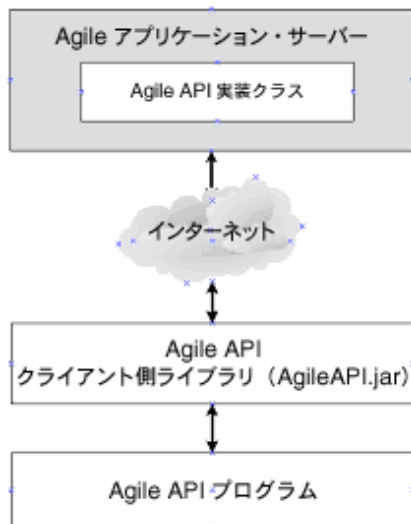 Agile アプリケーション・サーバー
Agile API 実装クラス
インターネット
Agile API
クライアント側ライブラリ（AgileAPI.jar）
Agile API プログラム